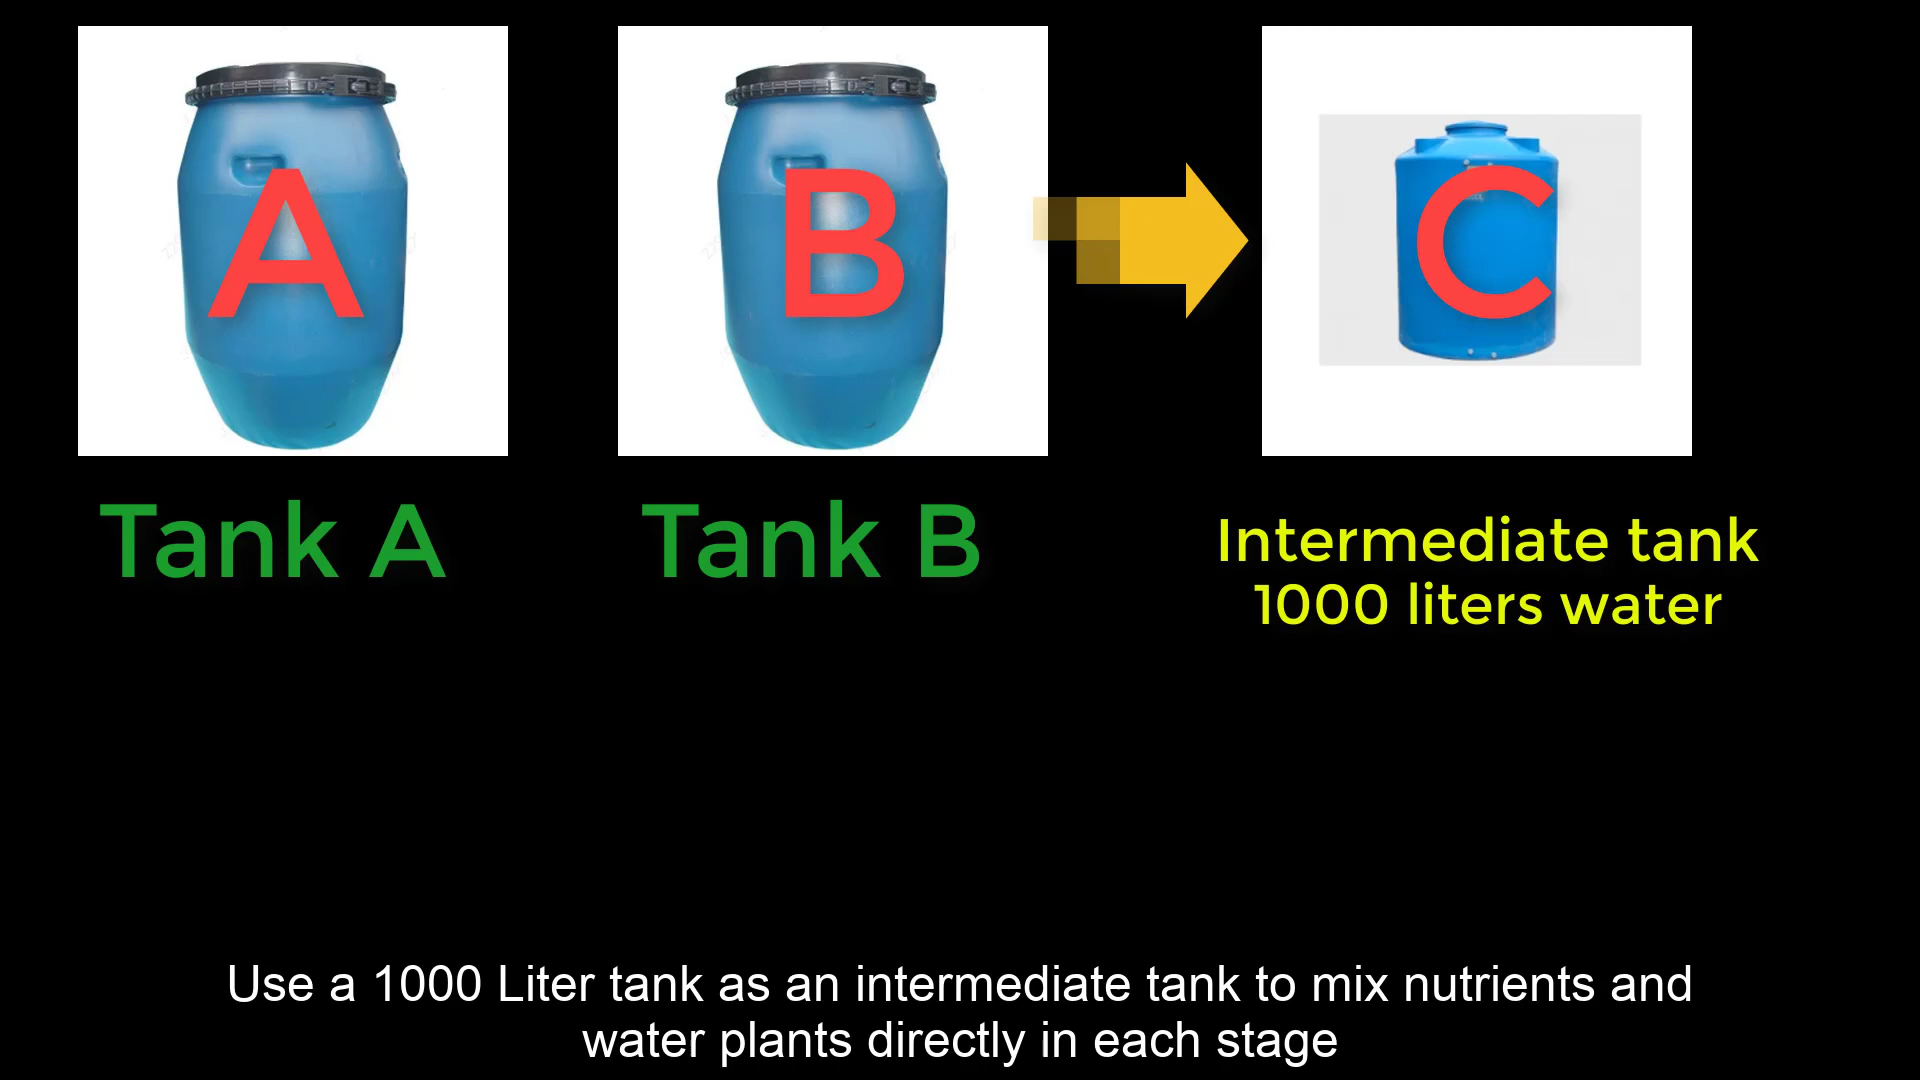 A
B
C
Tank A
Tank B
Intermediate tank
1000 liters water
Use a 1000 Liter tank as an intermediate tank to mix nutrients and
water plants directly in each stage